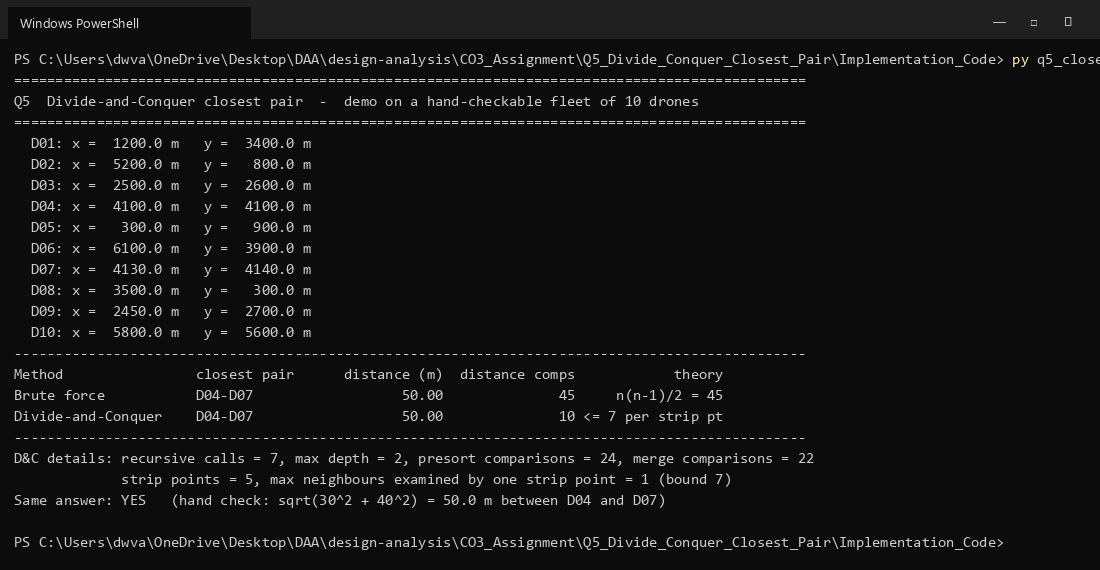 Windows PowerShell
PS C:\Users\dwva\OneDrive\Desktop\DAA\design-analysis\CO3_Assignment\Q5_Divide_Conquer_Closest_Pair\Implementation_Code> py q5_close
================================================================================================
Q5  Divide-and-Conquer closest pair  -  demo on a hand-checkable fleet of 10 drones
================================================================================================
  D01: x =  1200.0 m   y =  3400.0 m
  D02: x =  5200.0 m   y =   800.0 m
  D03: x =  2500.0 m   y =  2600.0 m
  D04: x =  4100.0 m   y =  4100.0 m
  D05: x =   300.0 m   y =   900.0 m
  D06: x =  6100.0 m   y =  3900.0 m
  D07: x =  4130.0 m   y =  4140.0 m
  D08: x =  3500.0 m   y =   300.0 m
  D09: x =  2450.0 m   y =  2700.0 m
  D10: x =  5800.0 m   y =  5600.0 m
------------------------------------------------------------------------------------------------
Method                closest pair      distance (m)  distance comps            theory
Brute force           D04-D07                  50.00              45     n(n-1)/2 = 45
Divide-and-Conquer    D04-D07                  50.00              10 <= 7 per strip pt
------------------------------------------------------------------------------------------------
D&C details: recursive calls = 7, max depth = 2, presort comparisons = 24, merge comparisons = 22
             strip points = 5, max neighbours examined by one strip point = 1 (bound 7)
Same answer: YES   (hand check: sqrt(30^2 + 40^2) = 50.0 m between D04 and D07)
PS C:\Users\dwva\OneDrive\Desktop\DAA\design-analysis\CO3_Assignment\Q5_Divide_Conquer_Closest_Pair\Implementation_Code>